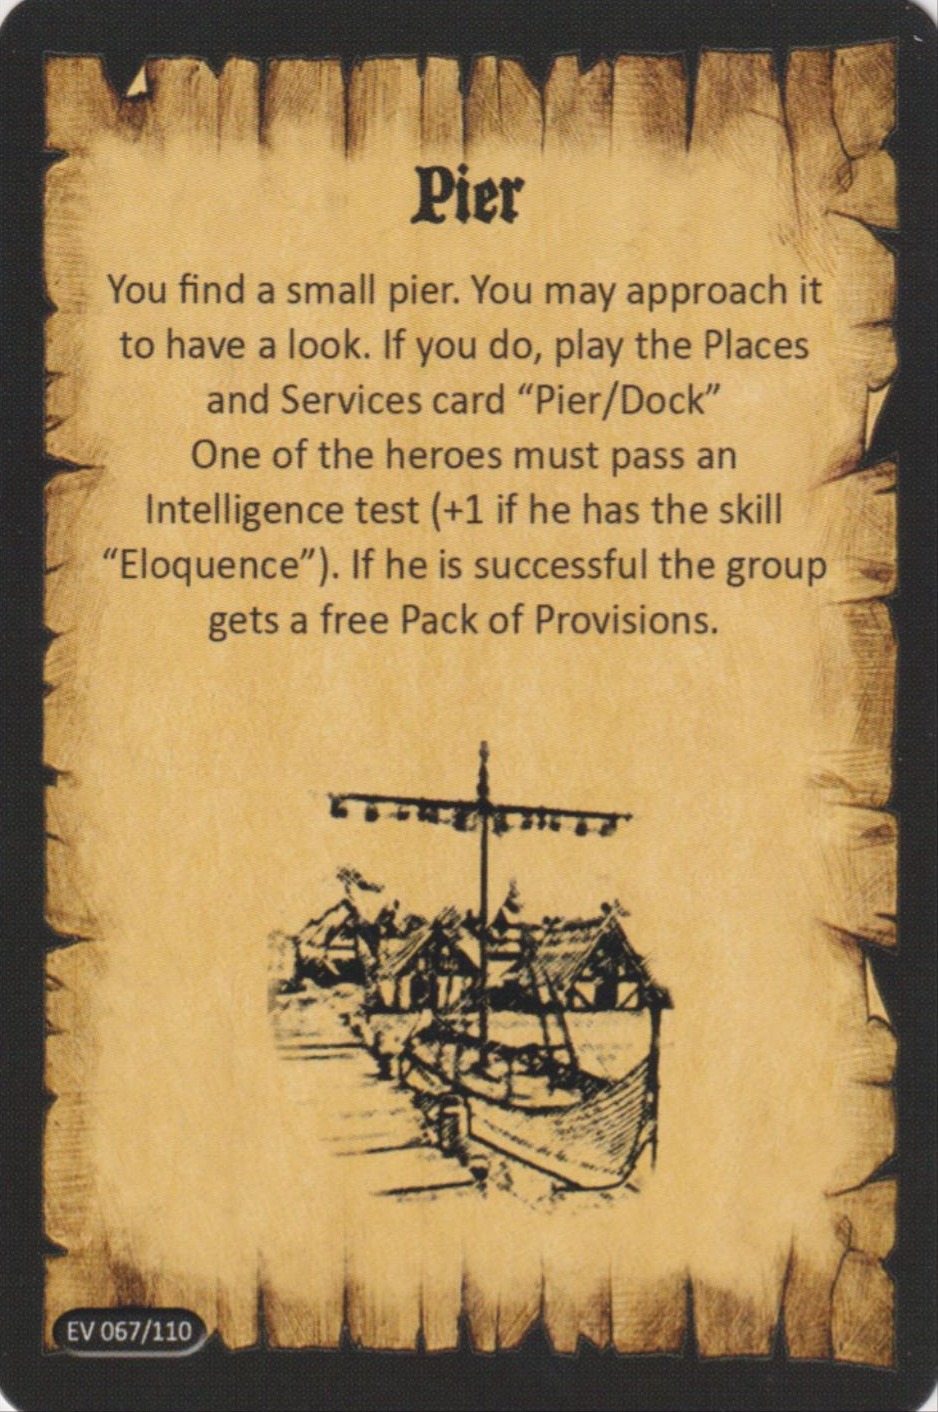 Pier
You find a small pier. You may approach it
to have a look. If you do, play the Places
and Services card “Pier/Dock”
One of the heroes must pass an
Intelligence test (+1 if he has the skill
“Eloquence”). If he is successful the group
gets a free Pack of Provisions.
EV 067/110